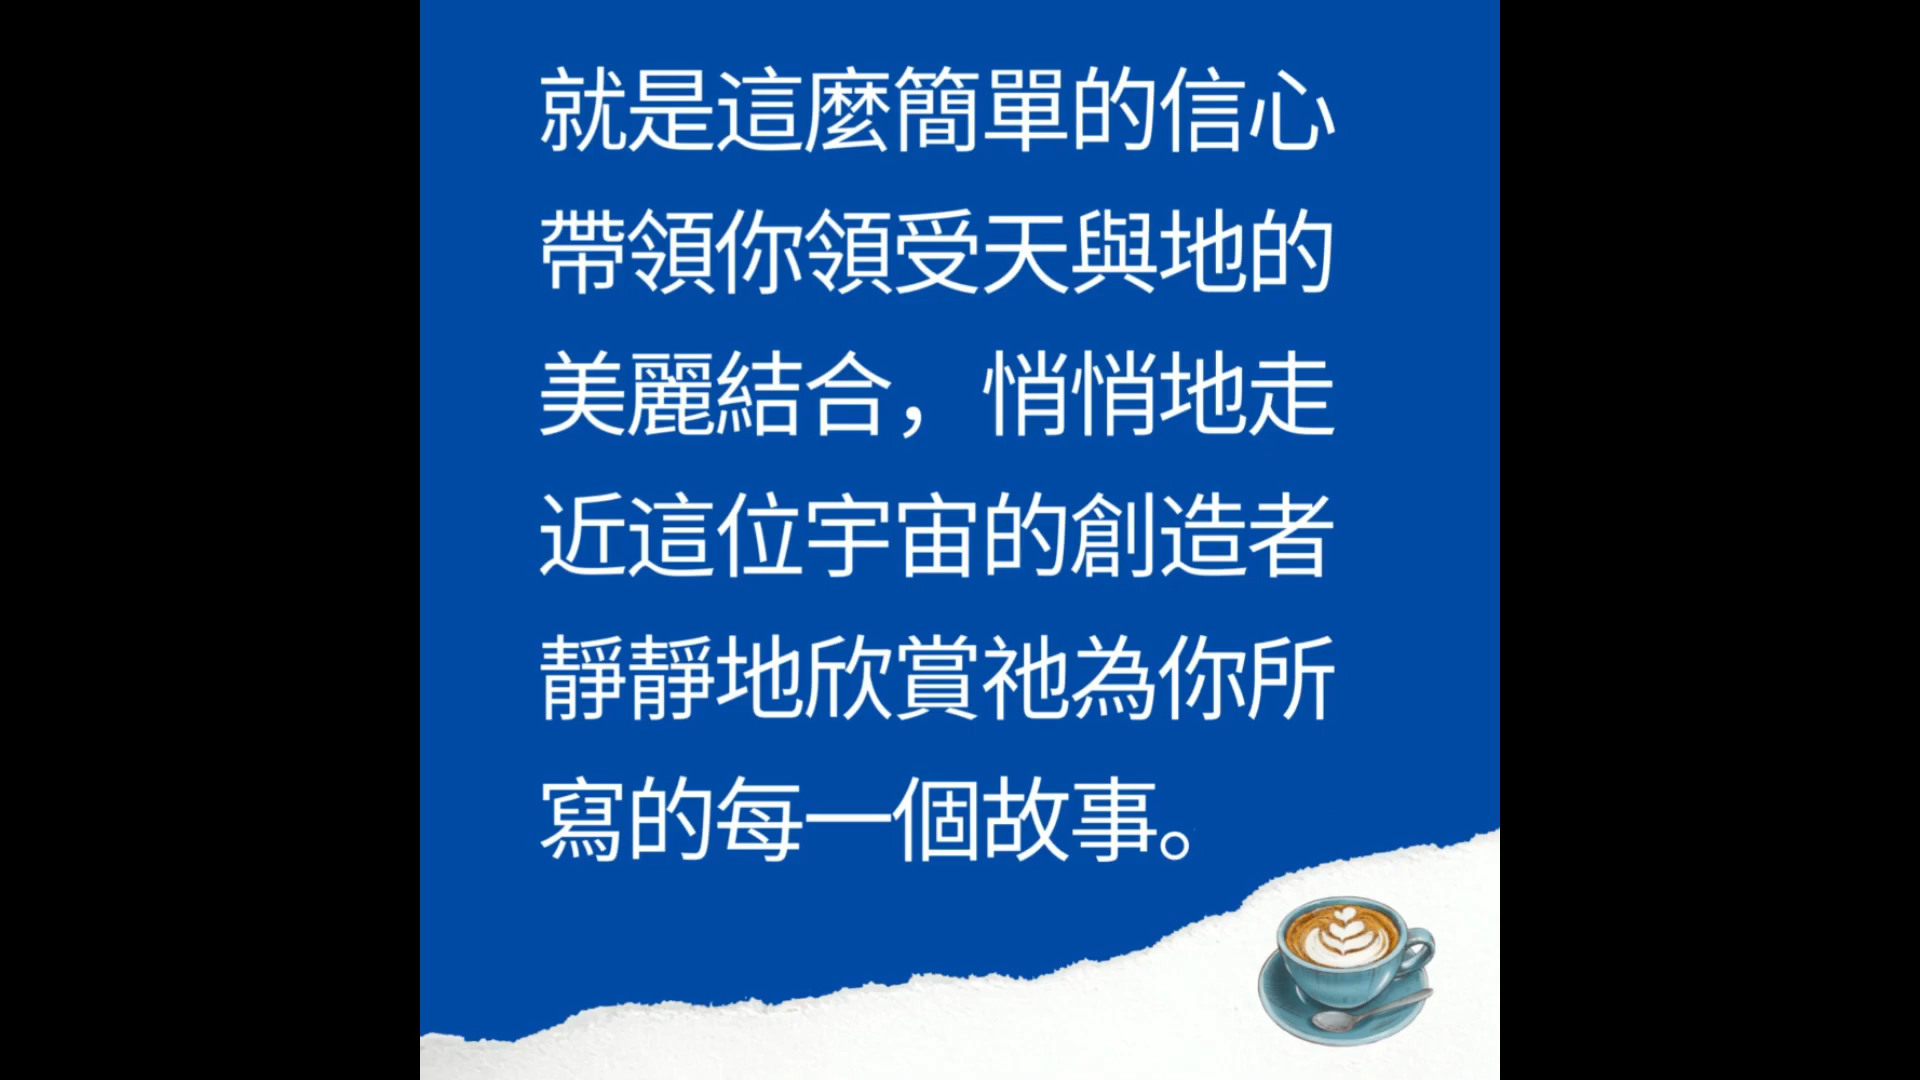 就是這麼簡單的信心
帶領你領受天與地的
美麗結合，悄悄地走
近這位宇宙的創造者
靜靜地欣賞祂為你所
寫的每一個故事。